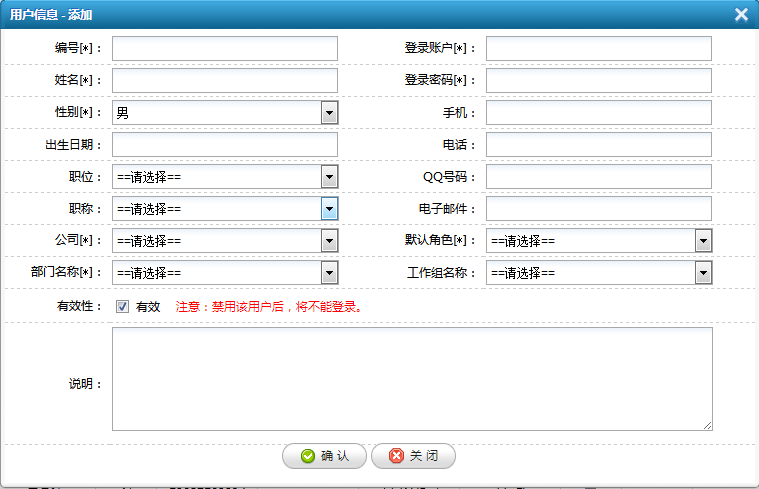 用户信息 - 添加
编号[*]： 登录账户[*]：
姓名[*]： 登录密码[*]：
性别[*]： 男 手机：
出生日期： 电话：
职位： ==请选择== QQ号码：
职称： ==请选择== 电子邮件：
公司[*]： ==请选择== 默认角色[*]： ==请选择==
部门名称[*]： ==请选择== 工作组名称： ==请选择==
有效性： 有效 注意：禁用该用户后，将不能登录。
说明：
确 认 关 闭